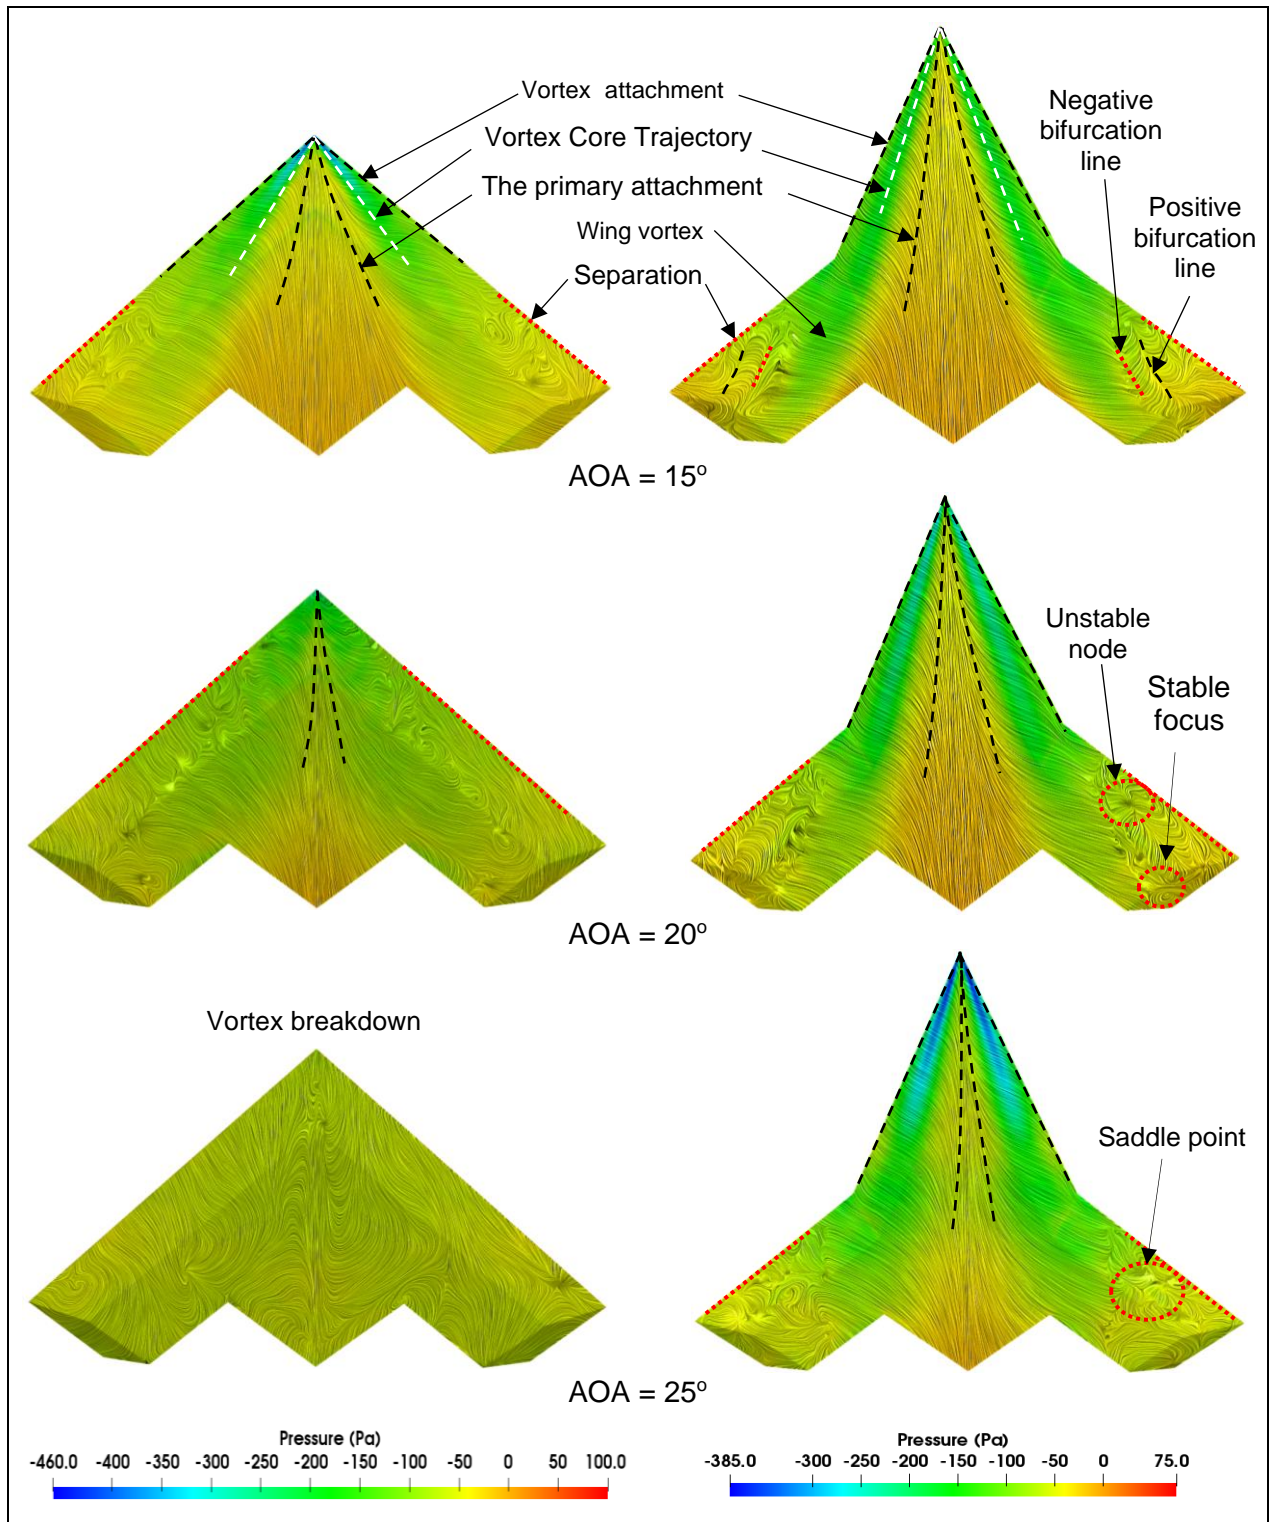 Vortex attachment
Vortex Core Trajectory
The primary attachment
Wing vortex
Separation
Negative
bifurcation
line
Positive
bifurcation
line
AOA = 15º
Unstable
node
Stable
focus
AOA = 20º
Vortex breakdown
Saddle point
AOA = 25º
Pressure (Pa)
-460.0 -400 -350 -300 -250 -200 -150 -100 -50 0 50 100.0
Pressure (Pa)
-385.0 -300 -250 -200 -150 -100 -50 0 75.0